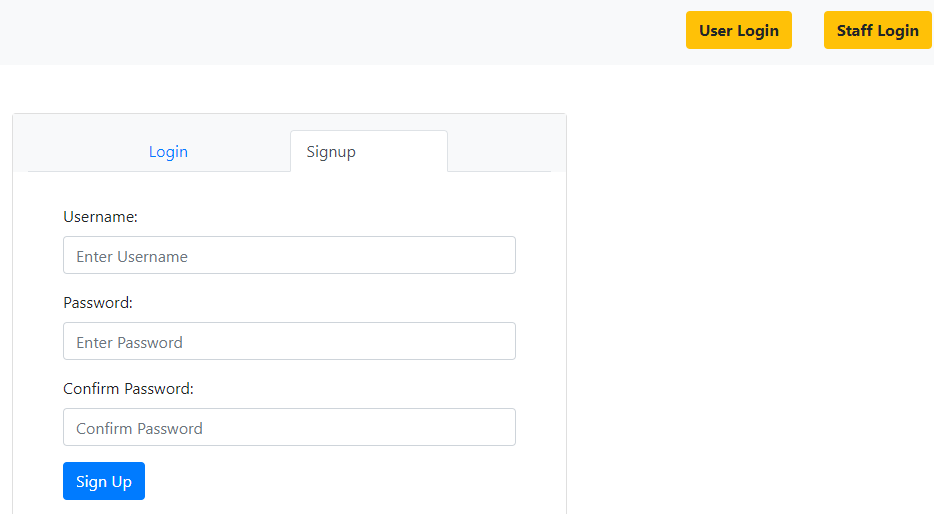 User Login Staff Login
Login Signup
Username:
Enter Username
Password:
Enter Password
Confirm Password:
Confirm Password
Sign Up